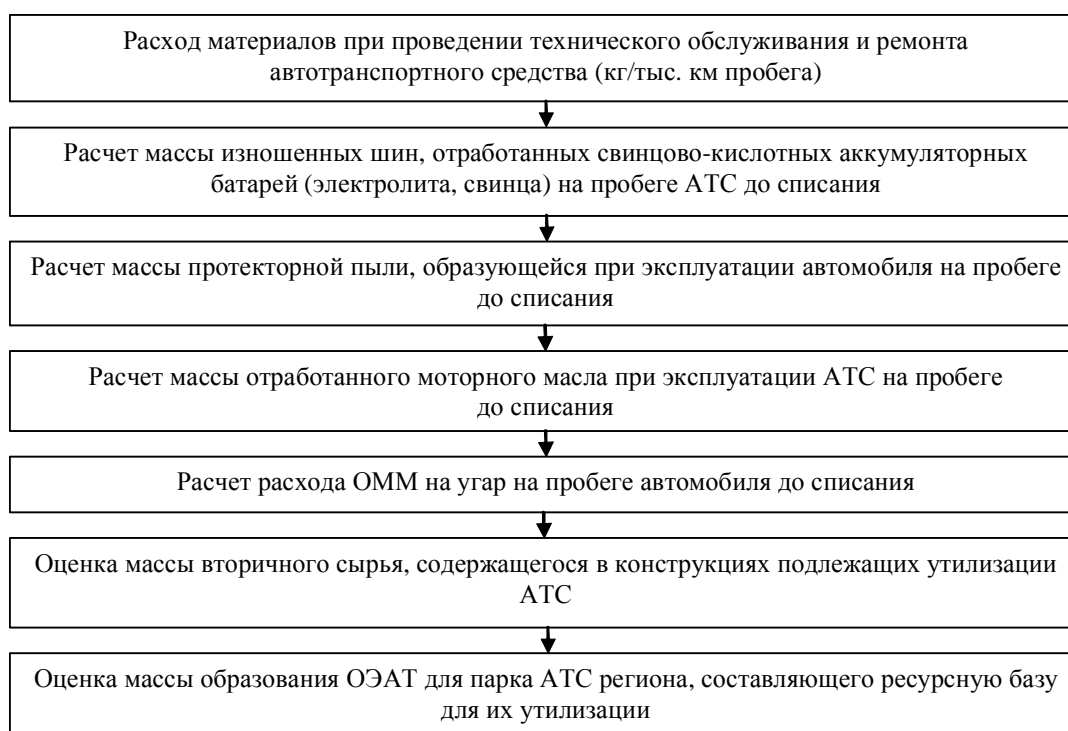 Расход материалов при проведении технического обслуживания и ремонта
автотранспортного средства (кг/тыс. км пробега)
Расчет массы изношенных шин, отработанных свинцово-кислотных аккумуляторных
батарей (электролита, свинца) на пробеге АТС до списания
Расчет массы протекторной пыли, образующейся при эксплуатации автомобиля на пробеге
до списания
Расчет массы отработанного моторного масла при эксплуатации АТС на пробеге
до списания
Расчет расхода ОММ на угар на пробеге автомобиля до списания
Оценка массы вторичного сырья, содержащегося в конструкциях подлежащих утилизации
АТС
Оценка массы образования ОЭАТ для парка АТС региона, составляющего ресурсную базу
для их утилизации